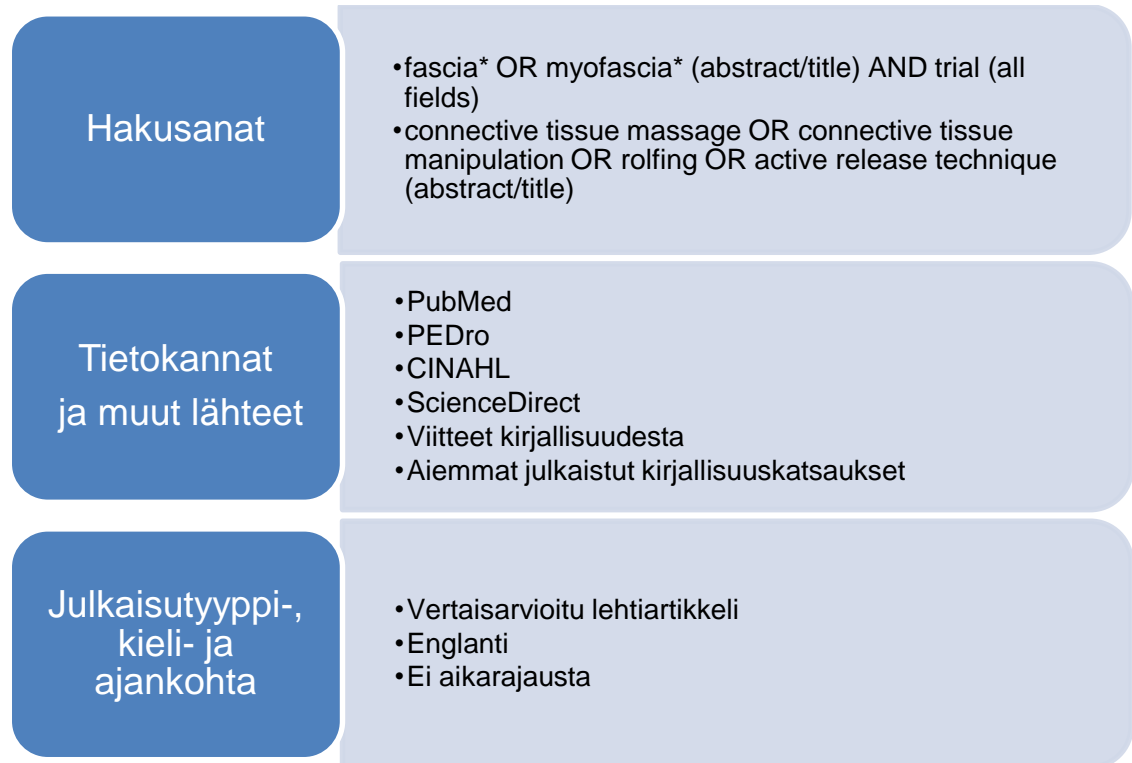 Hakusanat
•fascia* OR myofascia* (abstract/title) AND trial (all
fields)
•connective tissue massage OR connective tissue
manipulation OR rolfing OR active release technique
(abstract/title)
Tietokannat
ja muut lähteet
•PubMed
•PEDro
•CINAHL
•ScienceDirect
•Viitteet kirjallisuudesta
•Aiemmat julkaistut kirjallisuuskatsaukset
Julkaisutyyppi-,
kieli- ja
ajankohta
•Vertaisarvioitu lehtiartikkeli
•Englanti
•Ei aikarajausta